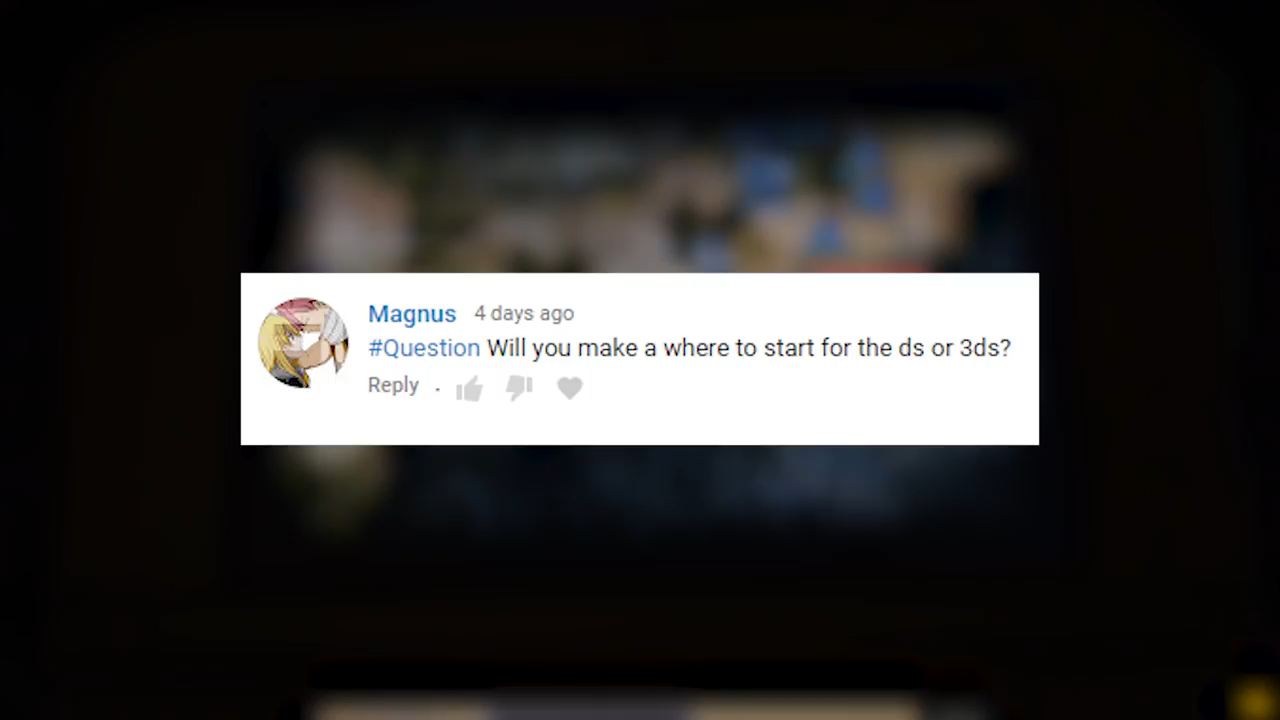 Magnus 4 days ago
#Question Will you make a where to start for the ds or 3ds?
Reply